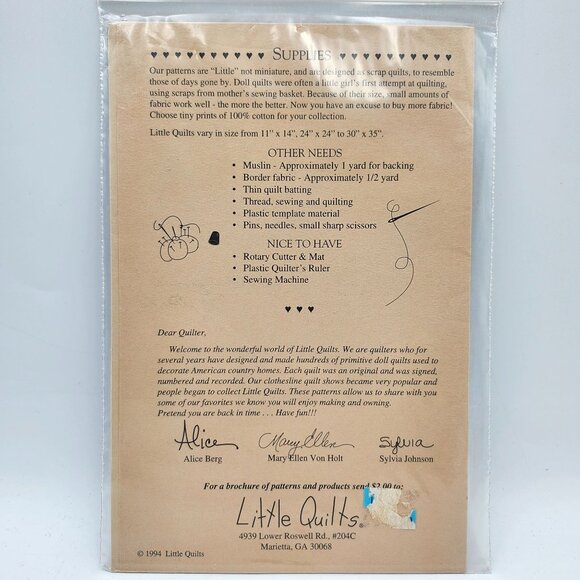 ♥ ♥ ♥ ♥ ♥ ♥ ♥ ♥ ♥ ♥ SUPPLIES ♥ ♥ ♥ ♥ ♥ ♥ ♥ ♥ ♥ ♥
Our patterns are “Little” not miniature, and are designed as scrap quilts, to resemble
those of days gone by. Doll quilts were often a little girl’s first attempt at quilting,
using scraps from mother’s sewing basket. Because of their size, small amounts of
fabric work well - the more the better. Now you have an excuse to buy more fabric!
Choose tiny prints of 100% cotton for your collection.
Little Quilts vary in size from 11” x 14”, 24” x 24” to 30” x 35”.
OTHER NEEDS
• Muslin - Approximately 1 yard for backing
• Border fabric - Approximately 1/2 yard
• Thin quilt batting
• Thread, sewing and quilting
• Plastic template material
• Pins, needles, small sharp scissors
NICE TO HAVE
• Rotary Cutter & Mat
• Plastic Quilter’s Ruler
• Sewing Machine
♥ ♥ ♥
Dear Quilter,
Welcome to the wonderful world of Little Quilts. We are quilters who for
several years have designed and made hundreds of primitive doll quilts used to
decorate American country homes. Each quilt was an original and was signed,
numbered and recorded. Our clothesline quilt shows became very popular and
people began to collect Little Quilts. These patterns allow us to share with you
some of our favorites we know you will enjoy making and owning.
Pretend you are back in time . . . Have fun!!!
Alice Mary Ellen Sylvia
Alice Berg Mary Ellen Von Holt Sylvia Johnson
For a brochure of patterns and products send $2.00 to:
Little Quilts®
4939 Lower Roswell Rd., #204C
Marietta, GA 30068
© 1994 Little Quilts